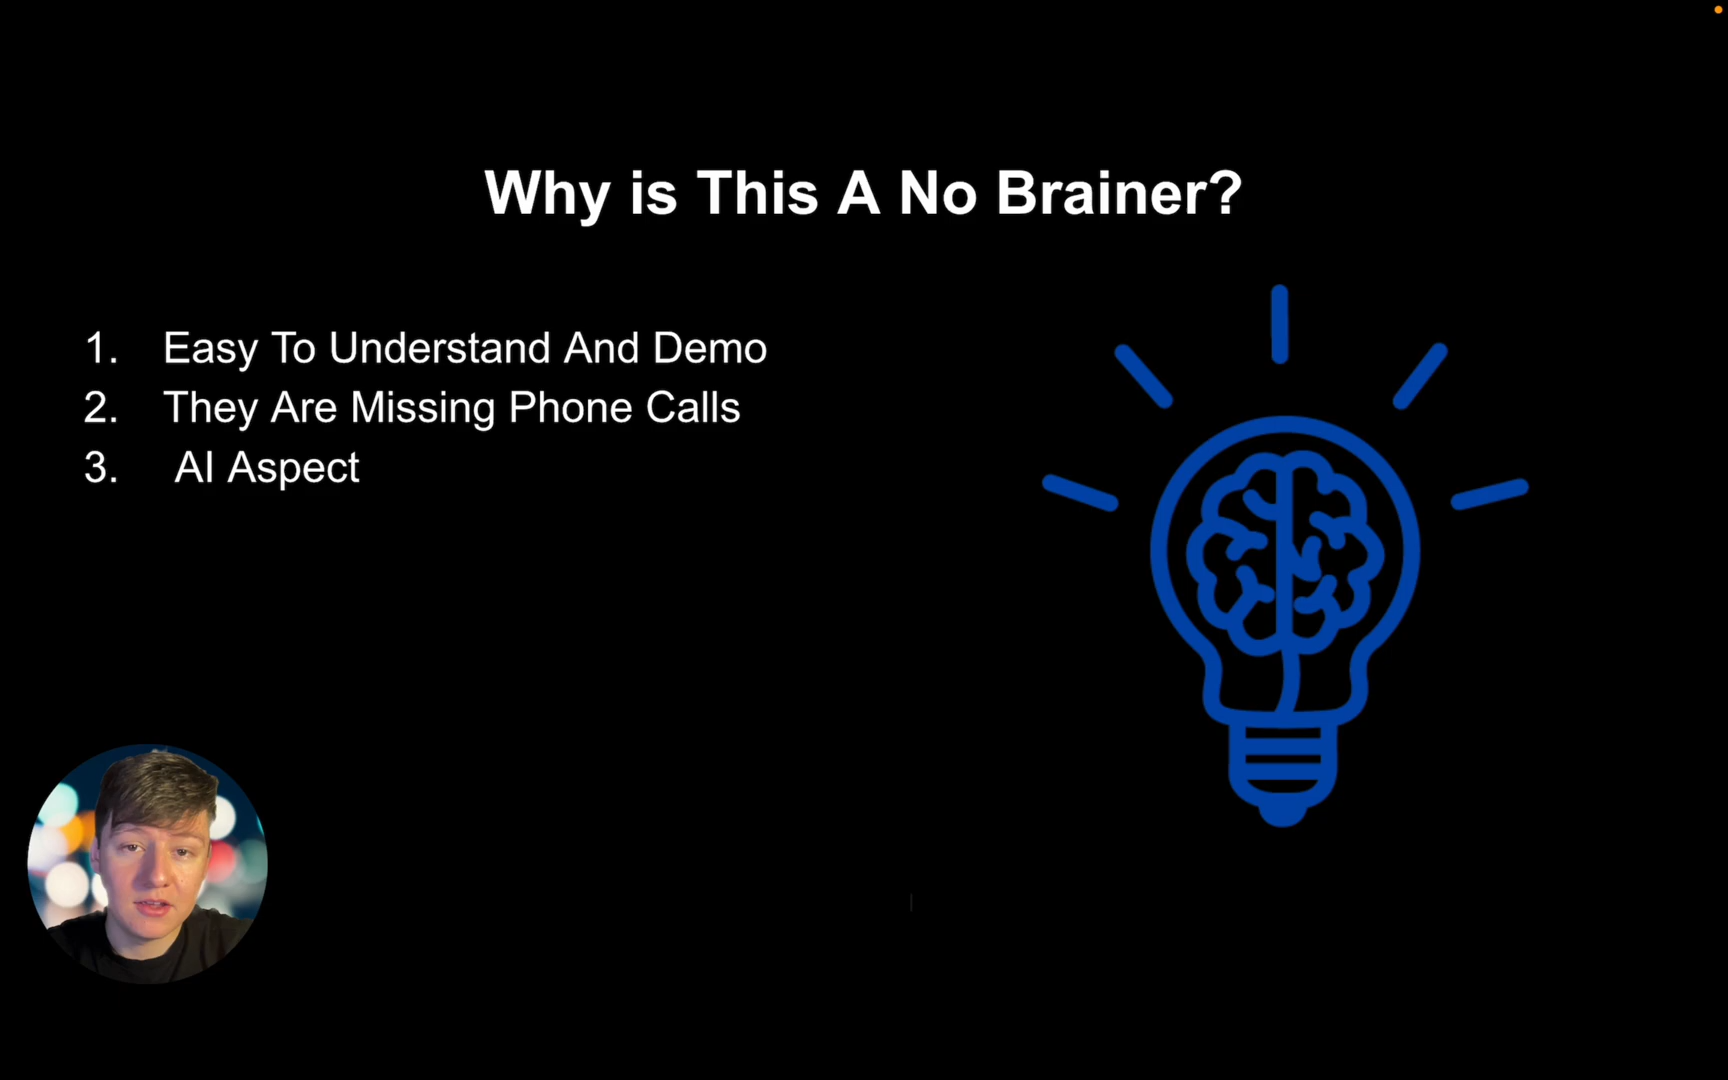 Why is This A No Brainer?
1. Easy To Understand And Demo
2. They Are Missing Phone Calls
3. AI Aspect